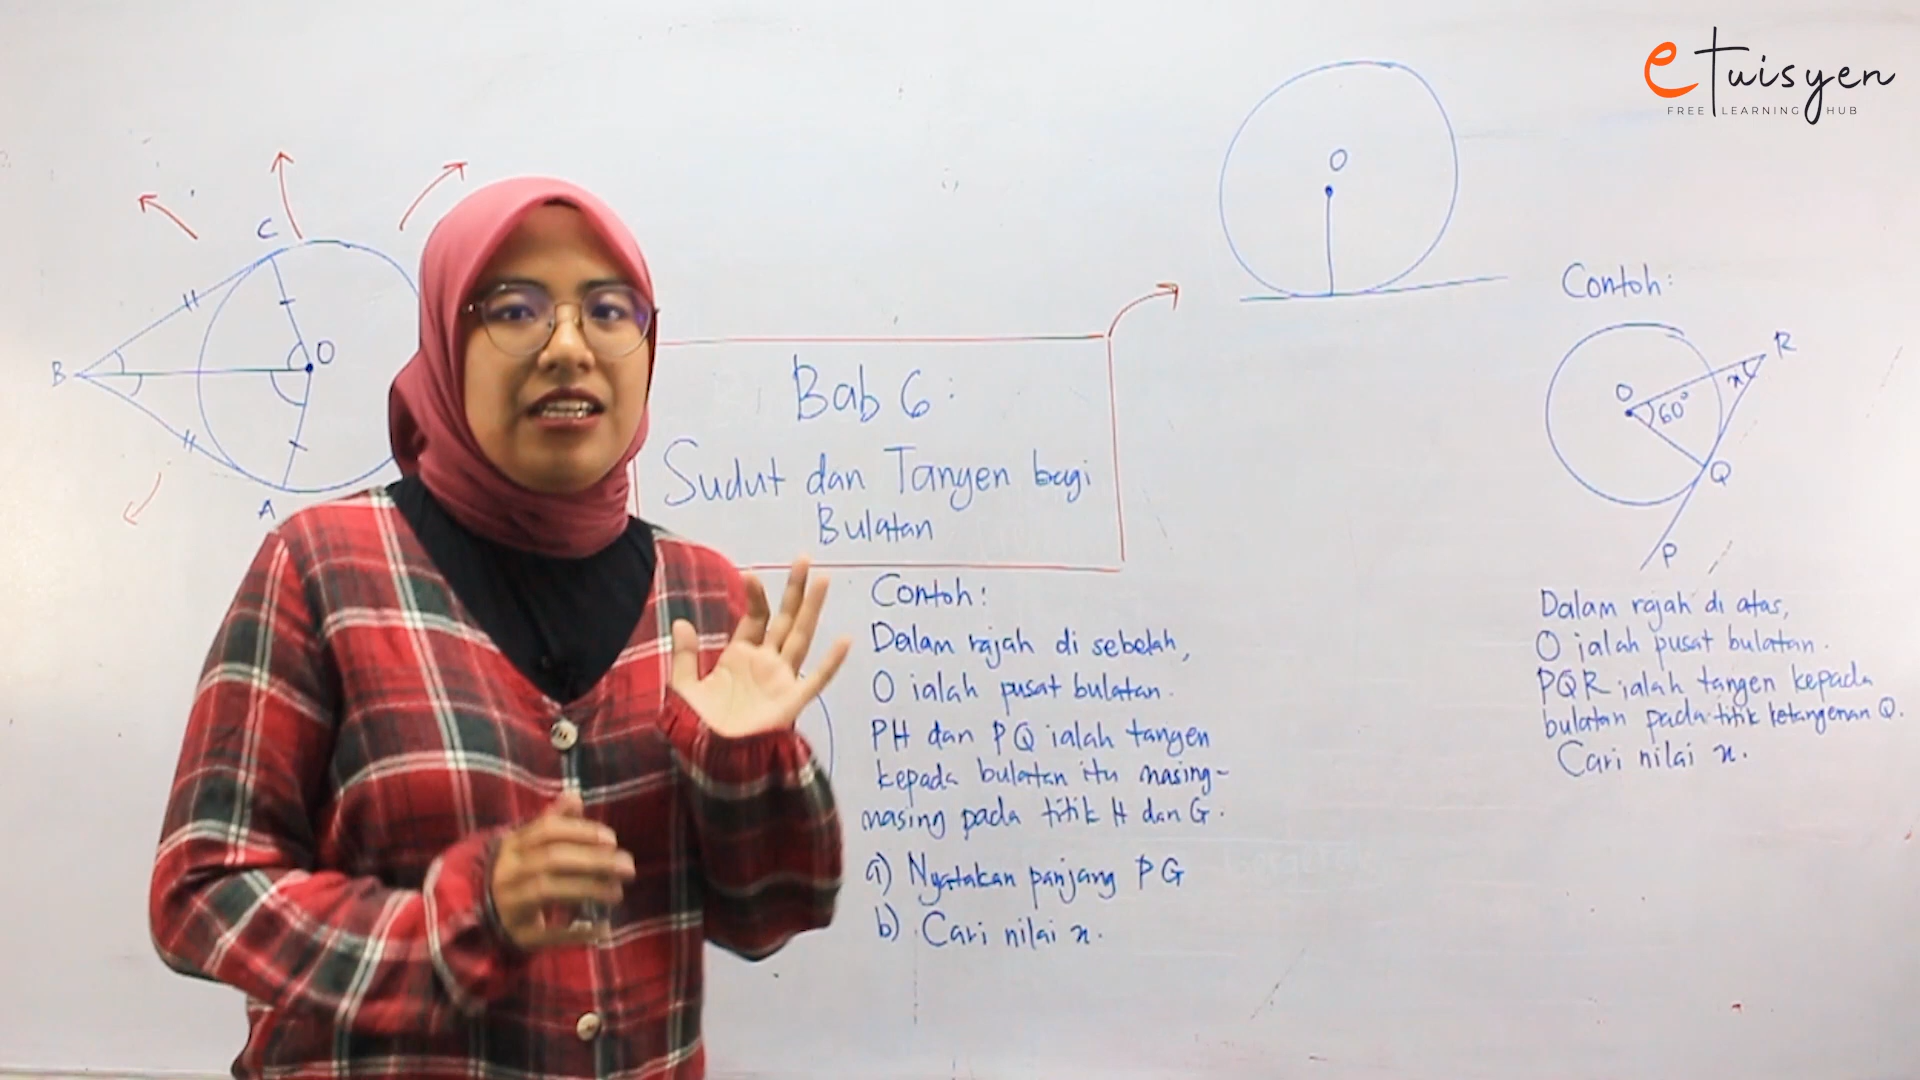 eTuisyen
FREE LEARNING HUB
C
B
O
A
Bab 6:
Sudut dan Tangen bagi
Bulatan
Contoh:
Dalam rajah di sebelah,
O ialah pusat bulatan.
PH dan PQ ialah tangen
kepada bulatan itu masing-
masing pada titik H dan G.
a) Nyatakan panjang PG
b) Cari nilai x.
O
Contoh:
R
x
O
60°
Q
P
Dalam rajah di atas,
O ialah pusat bulatan.
PQR ialah tangen kepada
bulatan pada titik ketangenan Q.
Cari nilai x.